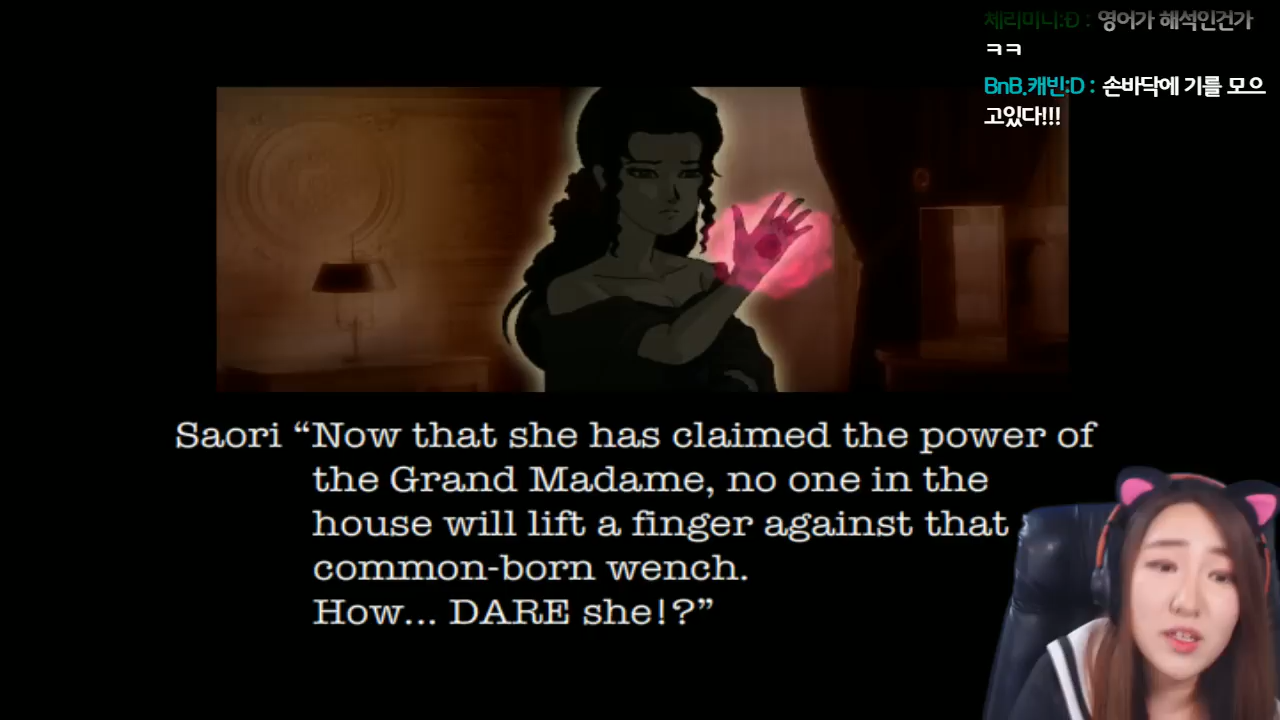 체리미니:D : 영어가 해석인건가
ㅋㅋ
BnB.캐빈:D : 손바닥에 기를 모으
고있다!!!
Saori “Now that she has claimed the power of
the Grand Madame, no one in the
house will lift a finger against that
common-born wench.
How... DARE she!?”